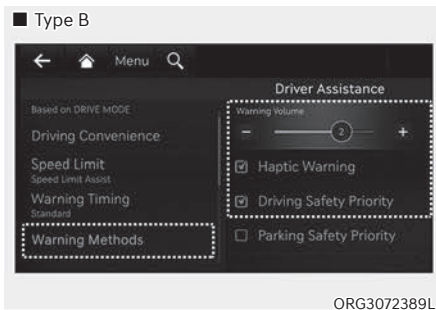 ■ Type B
Menu
Driver Assistance
Based on DRIVE MODE
Driving Convenience
Speed Limit
Speed Limit Assist
Warning Timing
Standard
Warning Methods
Warning Volume
- 2 +
Haptic Warning
Driving Safety Priority
Parking Safety Priority
ORG3072389L